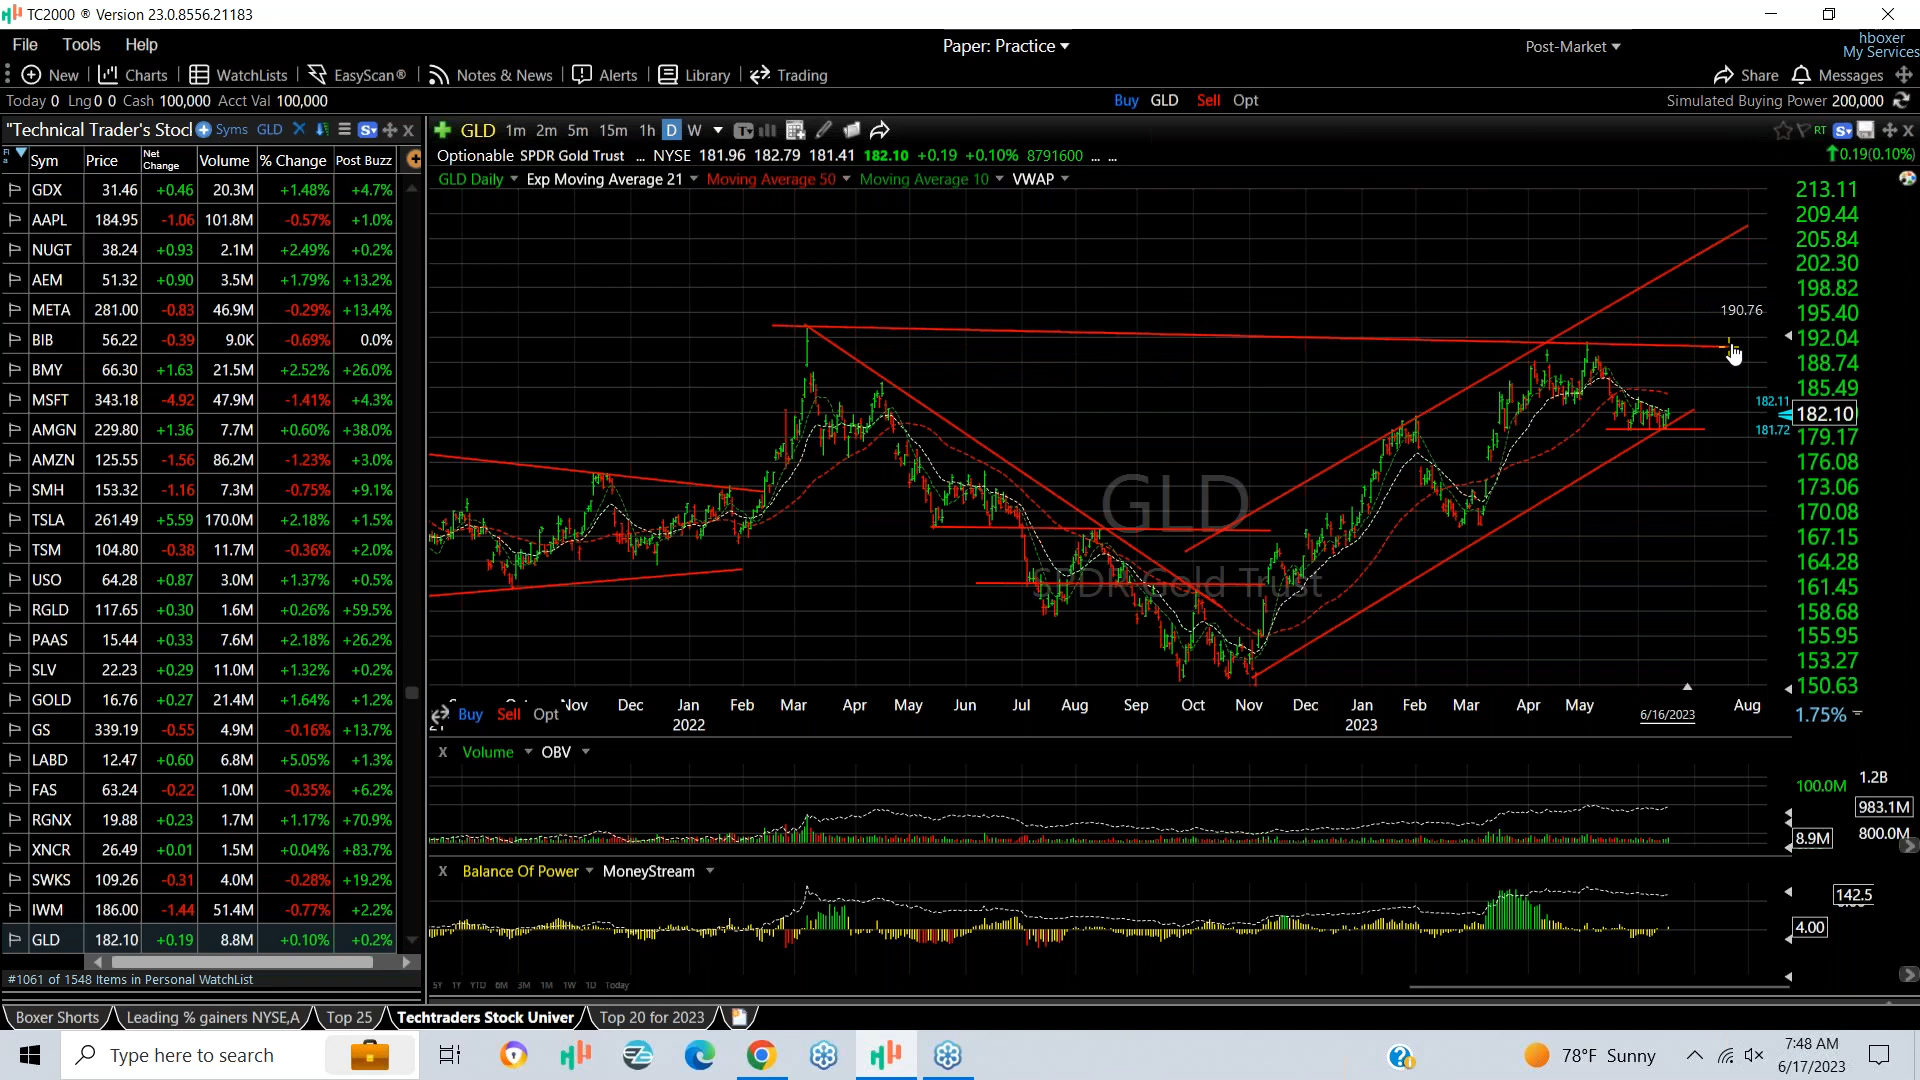 TC2000 ® Version 23.0.8556.21183
File Tools Help
Paper: Practice
Post-Market
hboxer
My Services
New Charts WatchLists EasyScan® Notes & News Alerts Library Trading
Share Messages
Today 0 Lng 0 0 Cash 100,000 Acct Val 100,000
Buy GLD Sell Opt
Simulated Buying Power 200,000
"Technical Trader's Stocl Syms GLD
GLD 1m 2m 5m 15m 1h D W
RT
Optionable SPDR Gold Trust ... NYSE 181.96 182.79 181.41 182.10 +0.19 +0.10% 8791600 ... ...
0.19(0.10%)
GLD Daily Exp Moving Average 21 Moving Average 50 Moving Average 10 VWAP
Sym Price Net Change Volume % Change Post Buzz
GDX 31.46 +0.46 20.3M +1.48% +4.7%
AAPL 184.95 -1.06 101.8M -0.57% +1.0%
NUGT 38.24 +0.93 2.1M +2.49% +0.2%
AEM 51.32 +0.90 3.5M +1.79% +13.2%
META 281.00 -0.83 46.9M -0.29% +13.4%
BIB 56.22 -0.39 9.0K -0.69% 0.0%
BMY 66.30 +1.63 21.5M +2.52% +26.0%
MSFT 343.18 -4.92 47.9M -1.41% +4.3%
AMGN 229.80 +1.36 7.7M +0.60% +38.0%
AMZN 125.55 -1.56 86.2M -1.23% +3.0%
SMH 153.32 -1.16 7.3M -0.75% +9.1%
TSLA 261.49 +5.59 170.0M +2.18% +1.5%
TSM 104.80 -0.38 11.7M -0.36% +2.0%
USO 64.28 +0.87 3.0M +1.37% +0.5%
RGLD 117.65 +0.30 1.6M +0.26% +59.5%
PAAS 15.44 +0.33 7.6M +2.18% +26.2%
SLV 22.23 +0.29 11.0M +1.32% +0.2%
GOLD 16.76 +0.27 21.4M +1.64% +1.2%
GS 339.19 -0.55 4.9M -0.16% +13.7%
LABD 12.47 +0.60 6.8M +5.05% +1.3%
FAS 63.24 -0.22 1.0M -0.35% +6.2%
RGNX 19.88 +0.23 1.7M +1.17% +70.9%
XNCR 26.49 +0.01 1.5M +0.04% +83.7%
SWKS 109.26 -0.31 4.0M -0.28% +19.2%
IWM 186.00 -1.44 51.4M -0.77% +2.2%
GLD 182.10 +0.19 8.8M +0.10% +0.2%
#1061 of 1548 Items in Personal WatchList
213.11
209.44
205.84
202.30
198.82
190.76
195.40
192.04
188.74
185.49
182.11
182.10
181.72
179.17
176.08
173.06
170.08
167.15
164.28
161.45
158.68
155.95
153.27
150.63
1.75%
GLD
SPDR Gold Trust
Nov Dec Jan Feb Mar Apr May Jun Jul Aug Sep Oct Nov Dec Jan Feb Mar Apr May Aug
2022 2023 6/16/2023
Buy Sell Opt
X Volume OBV
100.0M
1.2B
983.1M
8.9M
800.0M
X Balance Of Power MoneyStream
142.5
4.00
5Y 1Y YTD 6M 3M 1M 1W 1D Today
Boxer Shorts Leading % gainers NYSE,A Top 25 Techtraders Stock Univer Top 20 for 2023
Type here to search
78°F Sunny
7:48 AM
6/17/2023